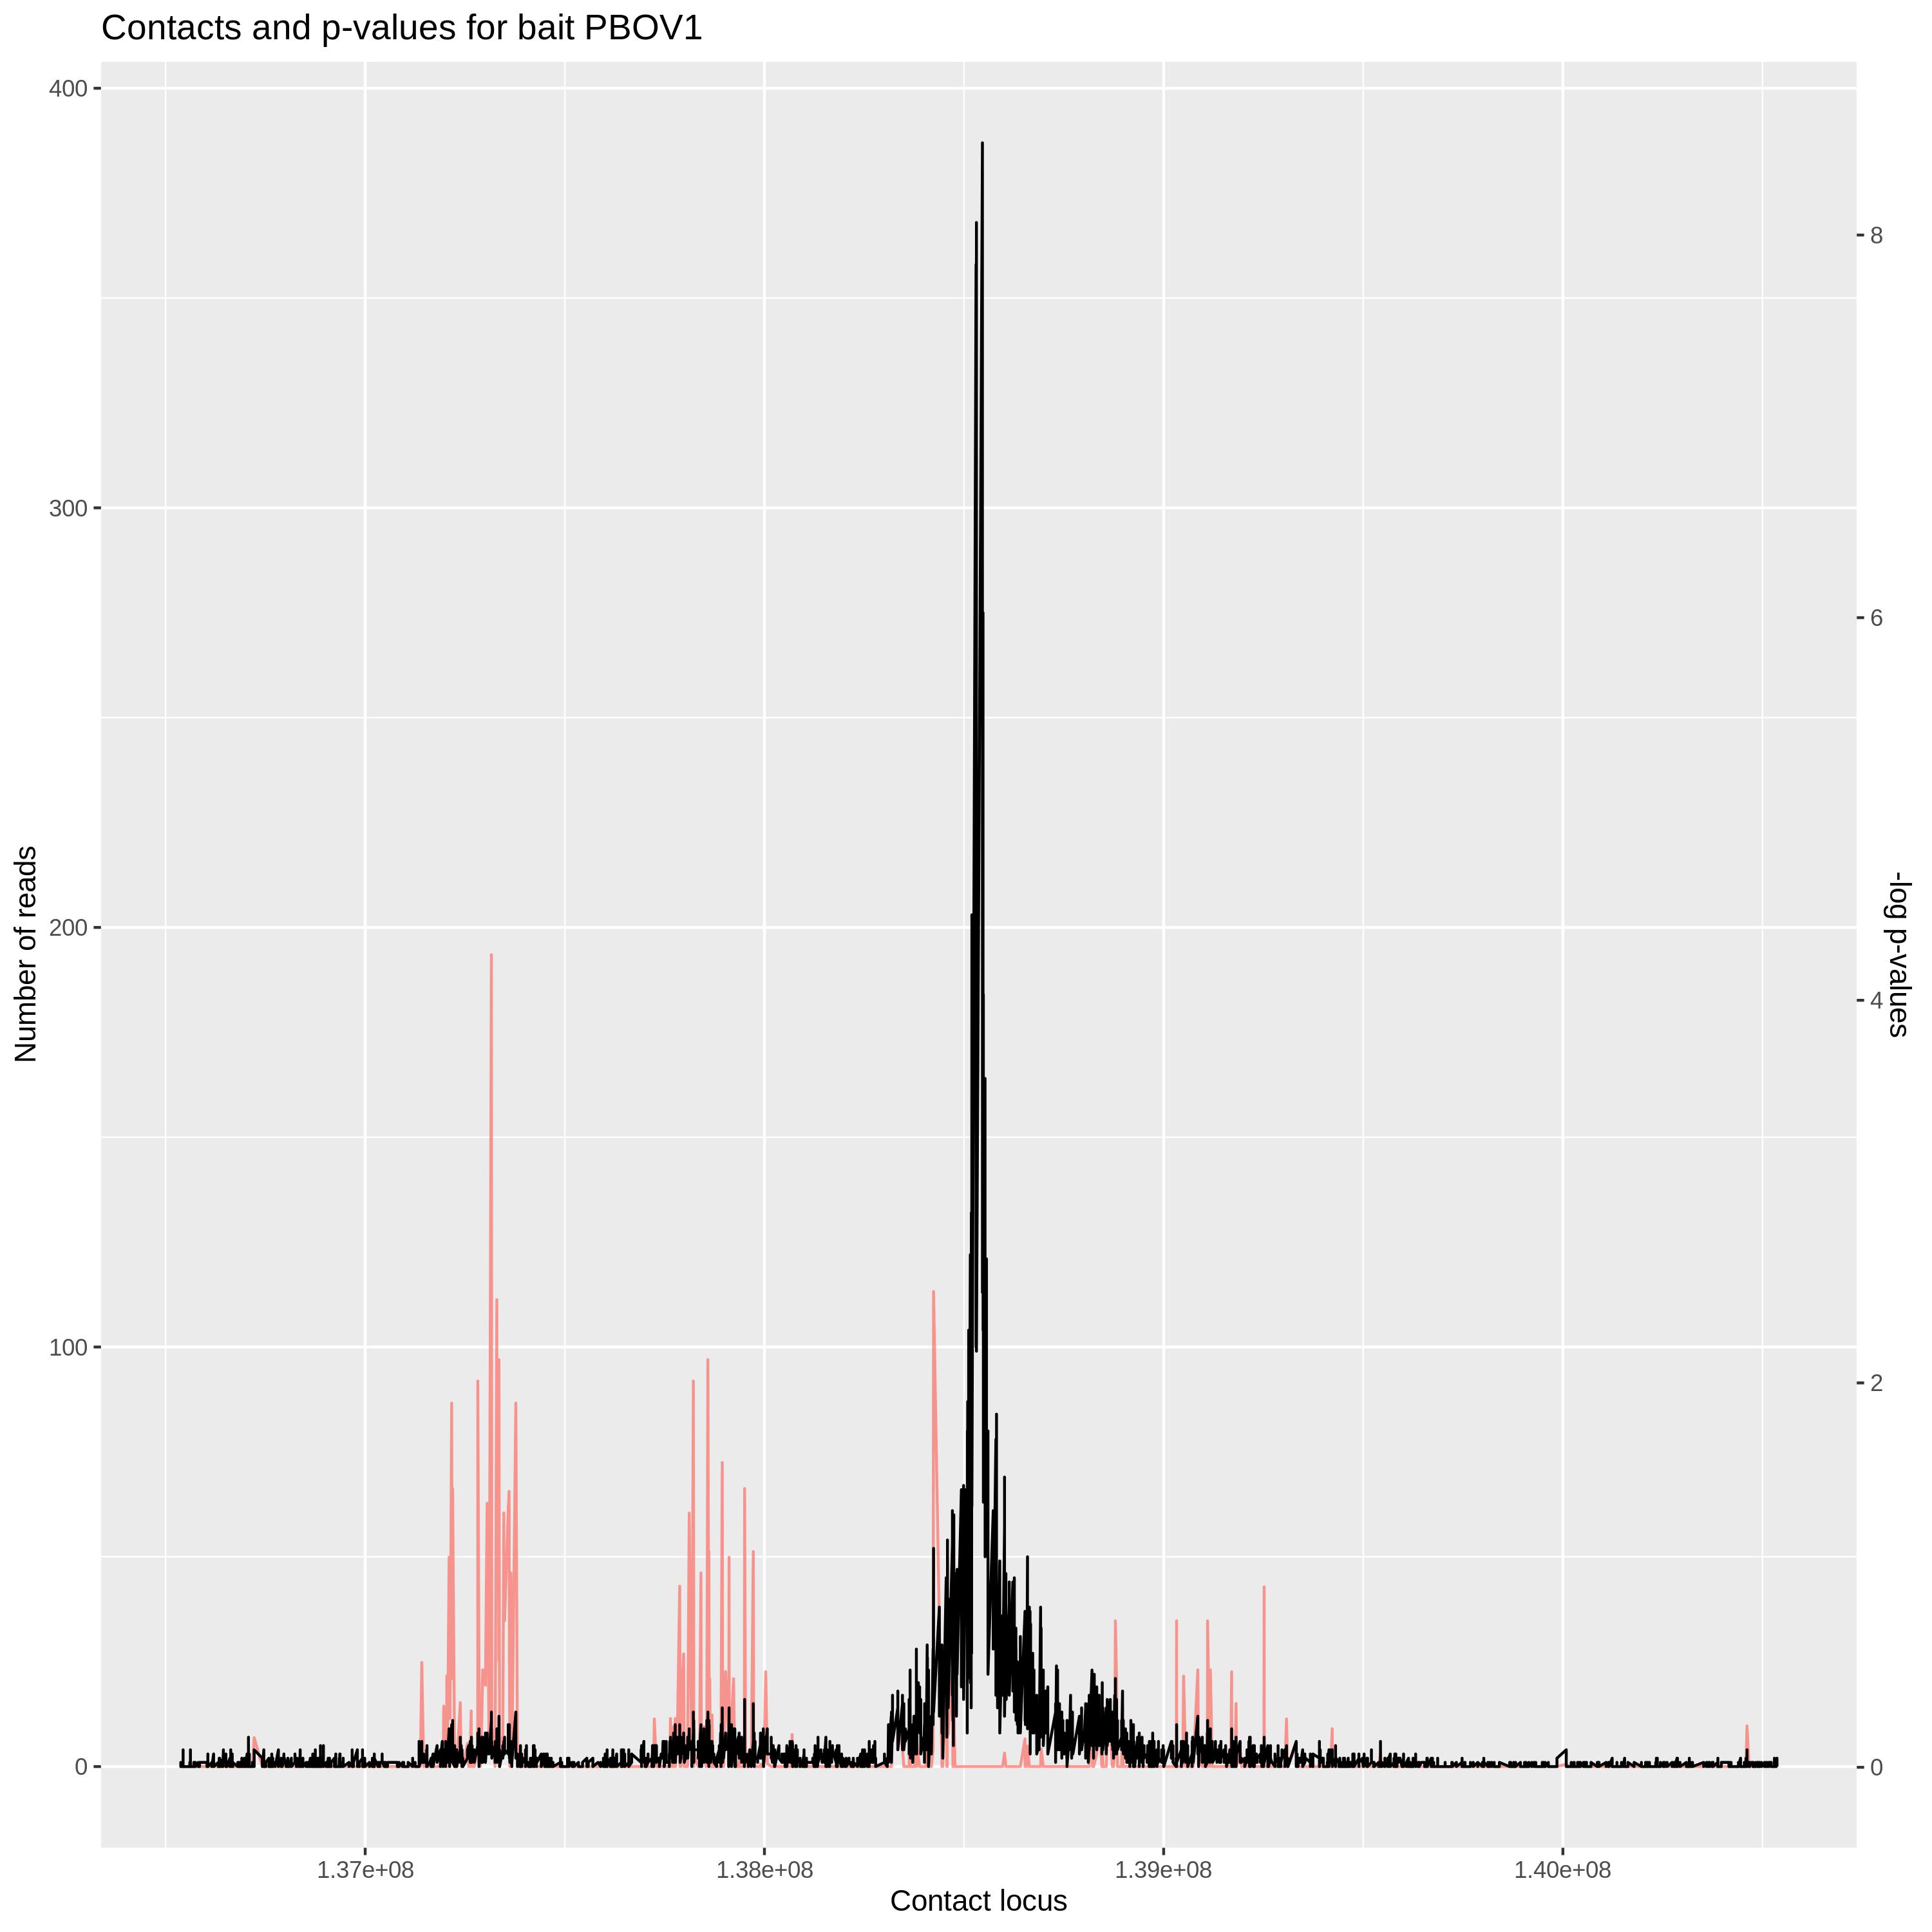 Contacts and p-values for bait PBOV1
400
300
200
100
0
Number of reads
8
6
4
2
0
-log p-values
1.37e+08
1.38e+08
1.39e+08
1.40e+08
Contact locus